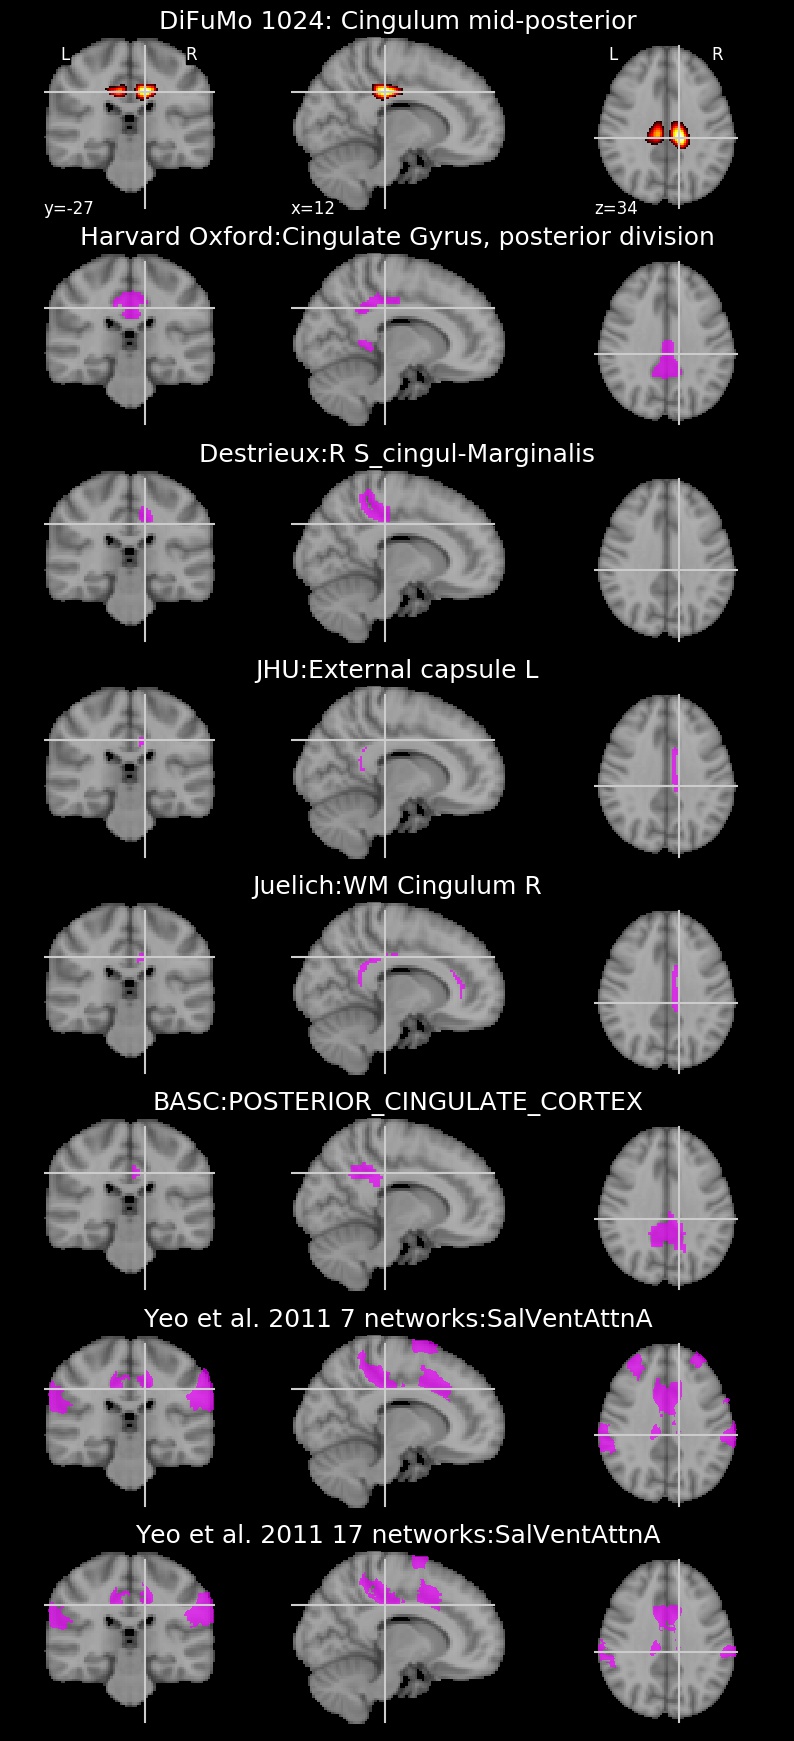 DiFuMo 1024: Cingulum mid-posterior
L R L R
y=-27 x=12 z=34
Harvard Oxford:Cingulate Gyrus, posterior division
Destrieux:R S_cingul-Marginalis
JHU:External capsule L
Juelich:WM Cingulum R
BASC:POSTERIOR_CINGULATE_CORTEX
Yeo et al. 2011 7 networks:SalVentAttnA
Yeo et al. 2011 17 networks:SalVentAttnA